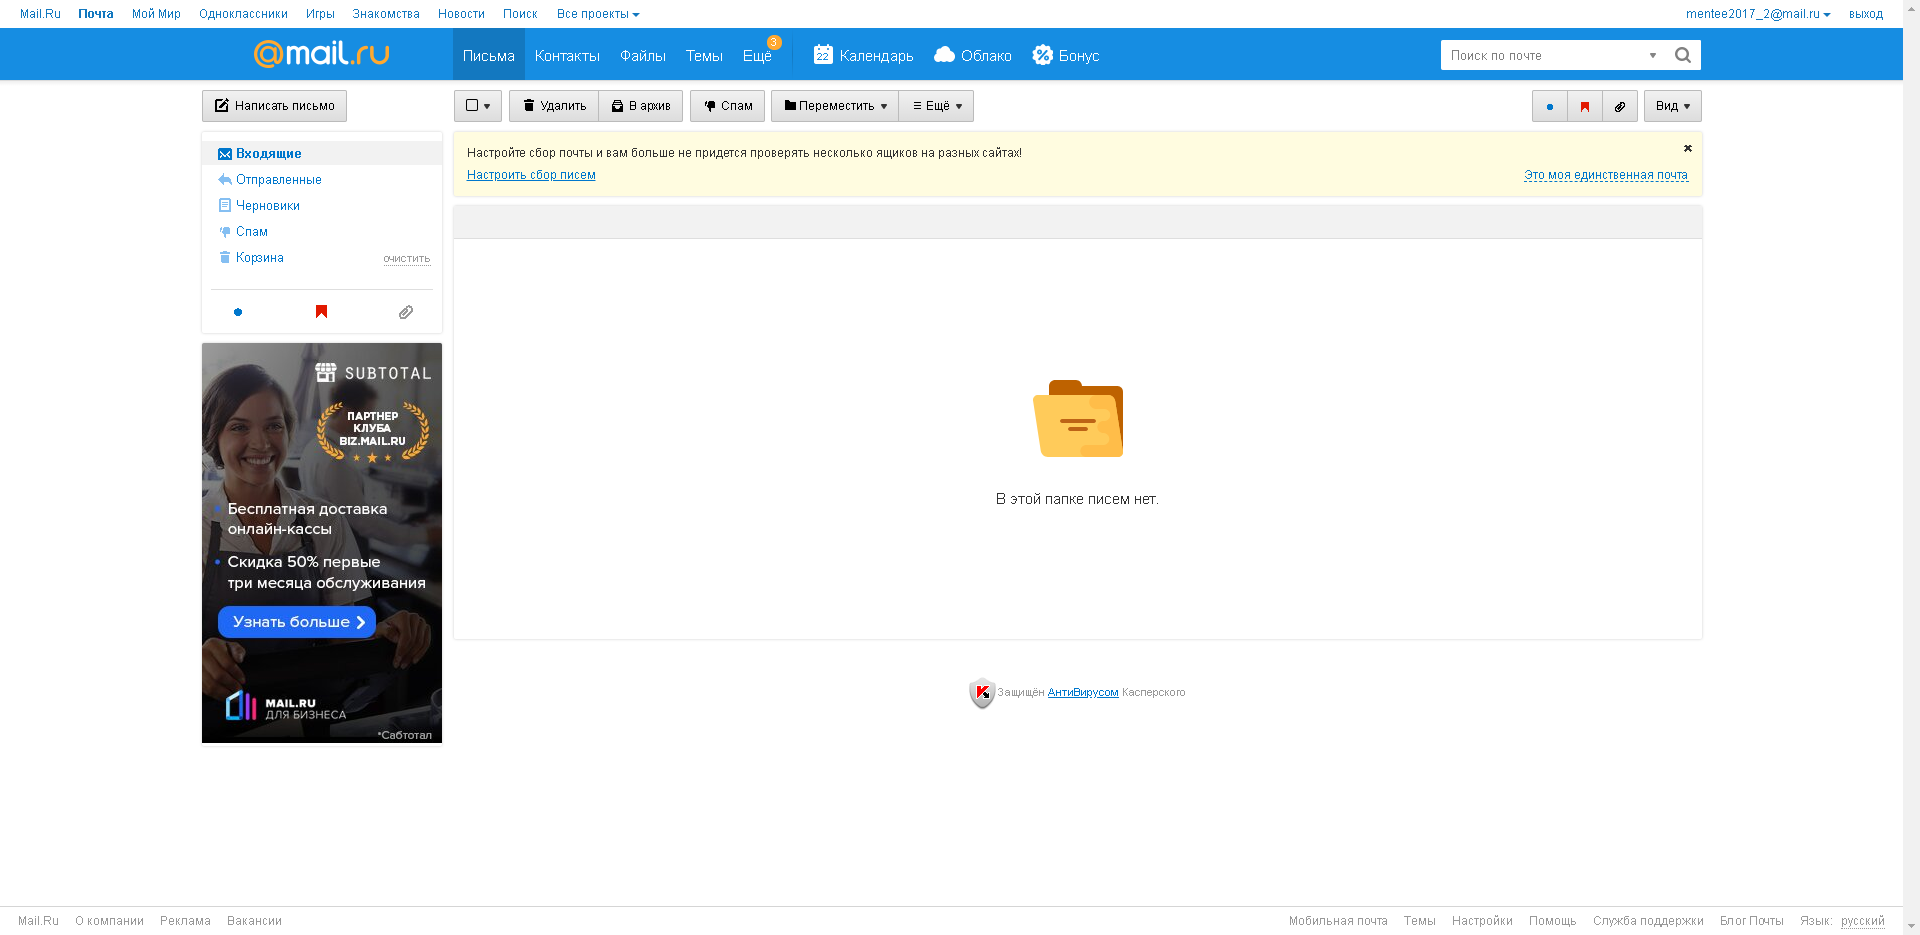 Mail.Ru Почта Мой Мир Одноклассники Игры Знакомства Новости Поиск Все проекты mentee2017_2@mail.ru выход
@mail.ru Письма Контакты Файлы Темы Ещё 3 22 Календарь Облако Бонус Поиск по почте
Написать письмо Удалить В архив Спам Переместить Ещё Вид
Входящие
Отправленные
Черновики
Спам
Корзина очистить
Настройте сбор почты и вам больше не придется проверять несколько ящиков на разных сайтах!
Настроить сбор писем Это моя единственная почта
SUBTOTAL
ПАРТНЕР
КЛУБА
BIZ.MAIL.RU
Бесплатная доставка
онлайн-кассы
Скидка 50% первые
три месяца обслуживания
Узнать больше
MAIL.RU
ДЛЯ БИЗНЕСА
*Сабтотал
В этой папке писем нет.
Защищён АнтиВирусом Касперского
Mail.Ru О компании Реклама Вакансии Мобильная почта Темы Настройки Помощь Служба поддержки Блог Почты Язык: русский